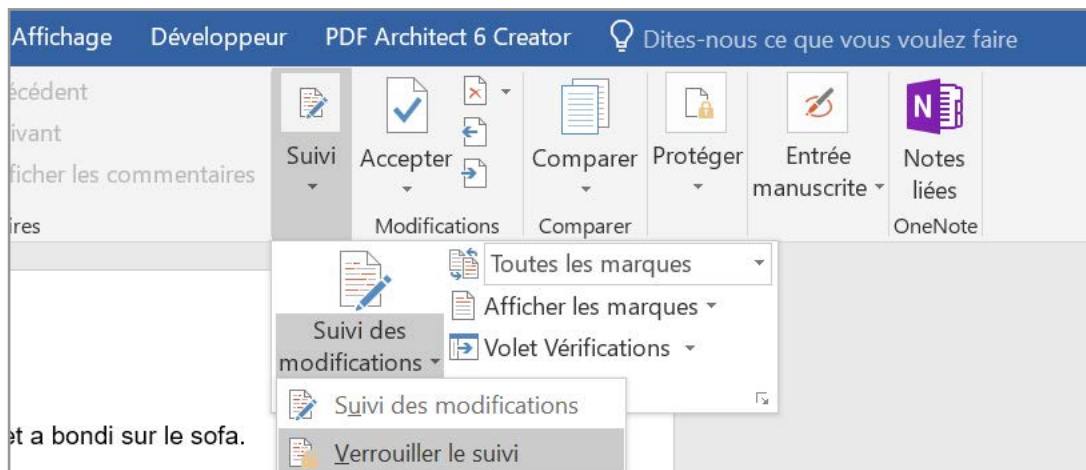 Affichage Développeur PDF Architect 6 Creator Dites-nous ce que vous voulez faire
écédent
ivant
ficher les commentaires
ires
Suivi
Accepter
Modifications
Comparer
Comparer
Protéger
Entrée
manuscrite
Notes
liées
OneNote
Suivi des
modifications
Toutes les marques
Afficher les marques
Volet Vérifications
Suivi des modifications
Verrouiller le suivi
et a bondi sur le sofa.